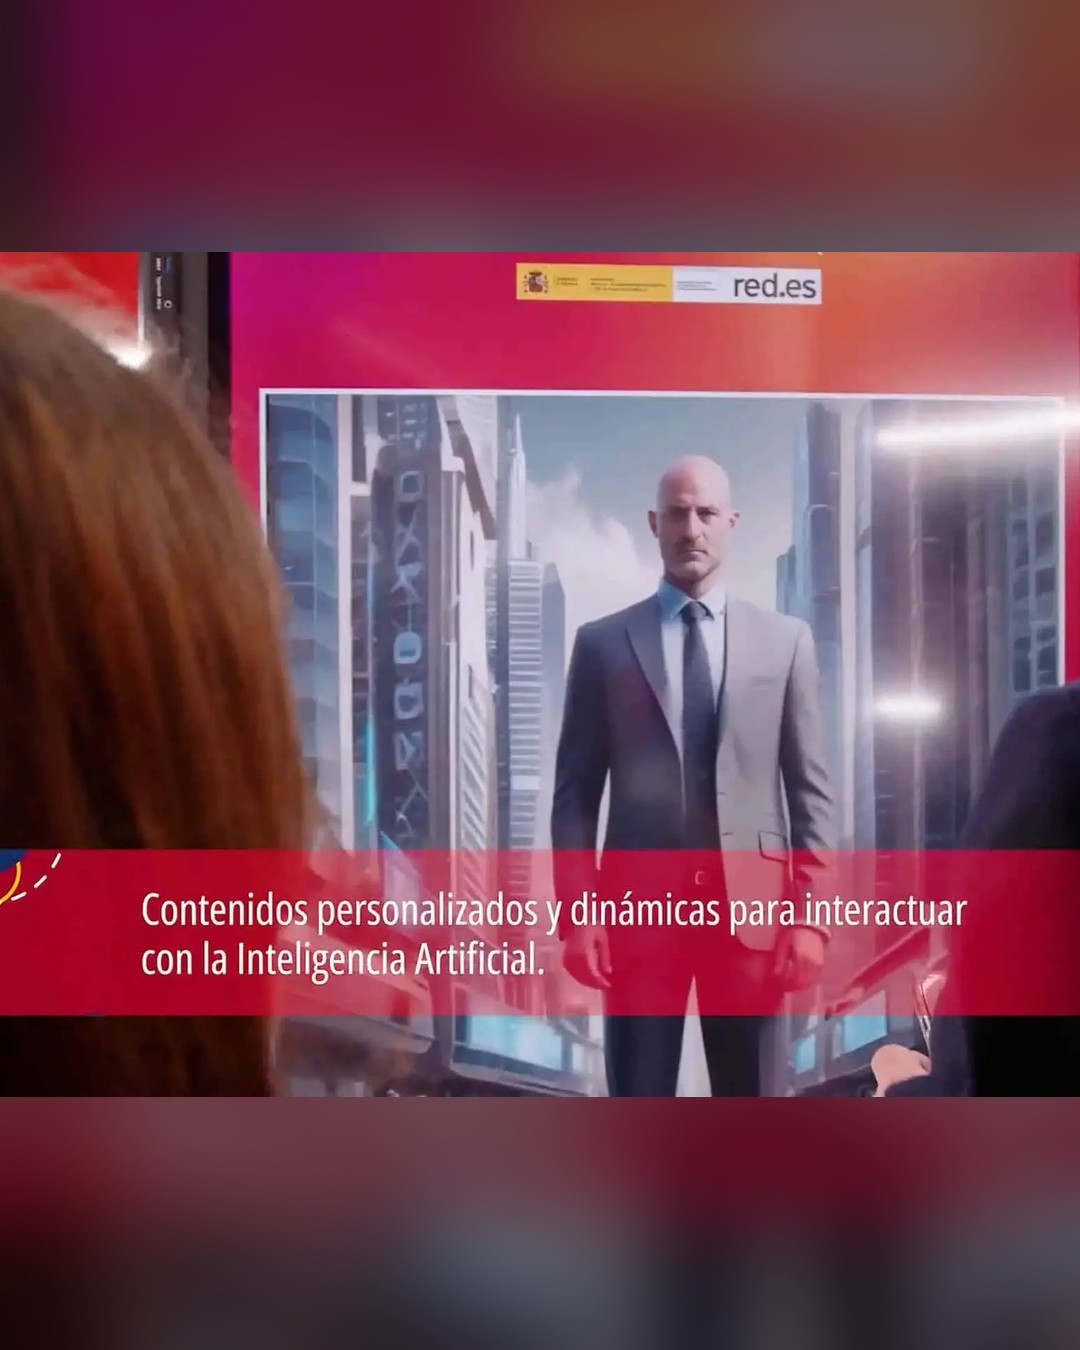 red.es
Contenidos personalizados y dinámicas para interactuar
con la Inteligencia Artificial.